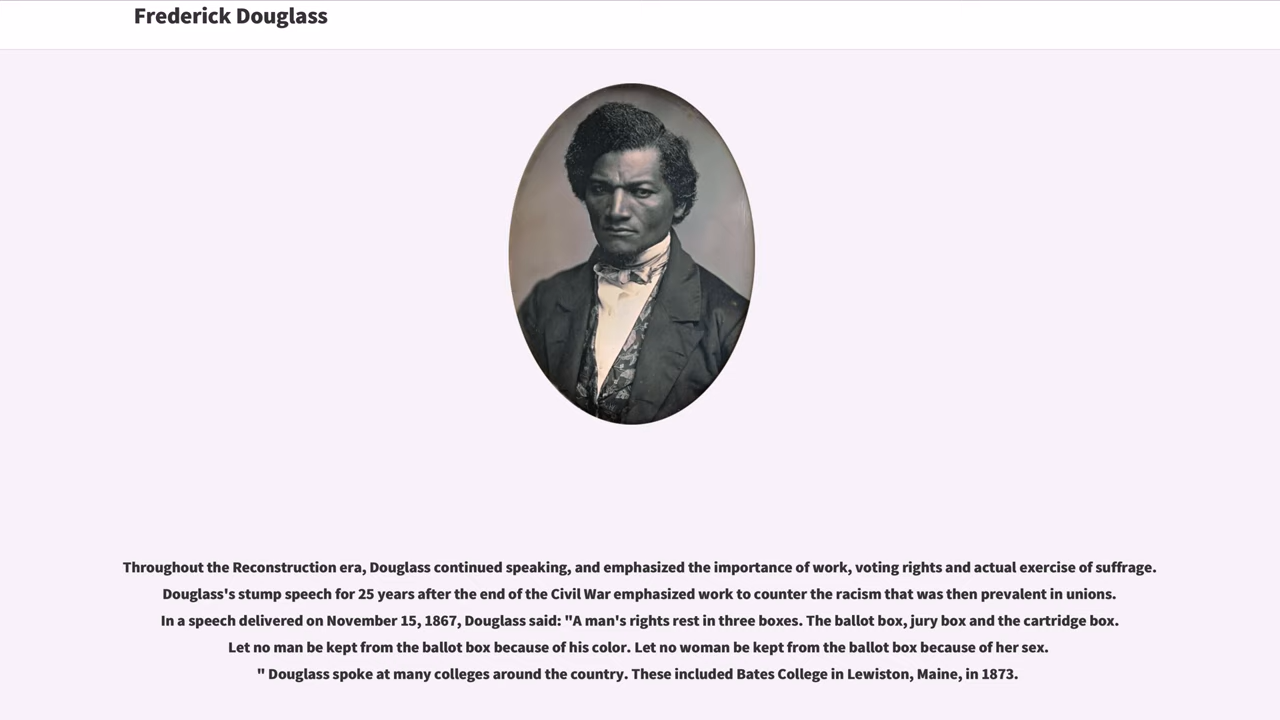 Frederick Douglass
Throughout the Reconstruction era, Douglass continued speaking, and emphasized the importance of work, voting rights and actual exercise of suffrage.
Douglass's stump speech for 25 years after the end of the Civil War emphasized work to counter the racism that was then prevalent in unions.
In a speech delivered on November 15, 1867, Douglass said: "A man's rights rest in three boxes. The ballot box, jury box and the cartridge box.
Let no man be kept from the ballot box because of his color. Let no woman be kept from the ballot box because of her sex.
" Douglass spoke at many colleges around the country. These included Bates College in Lewiston, Maine, in 1873.